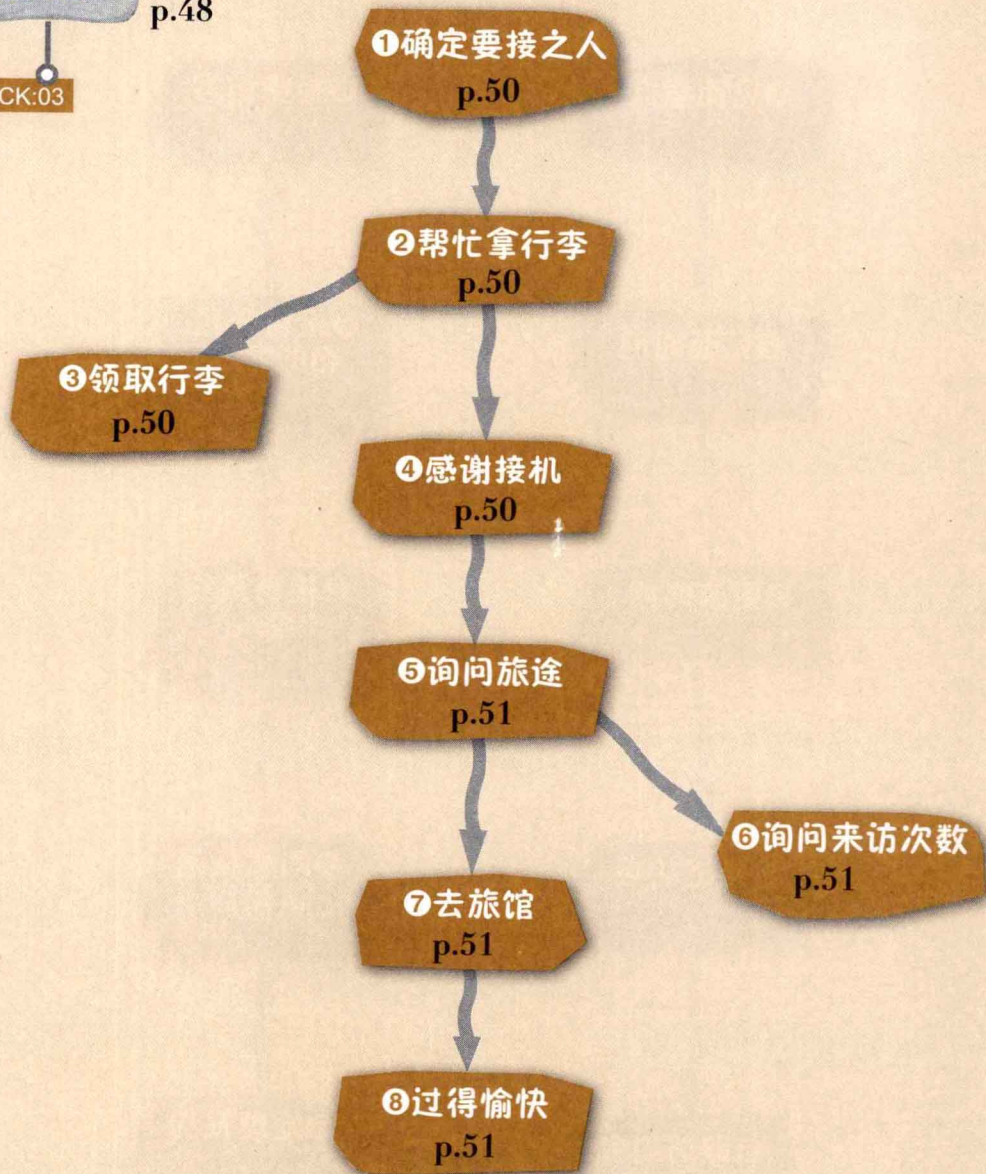 p.48
CK:03
❶确定要接之人
p.50
❷帮忙拿行李
p.50
❸领取行李
p.50
❹感谢接机
p.50
❺询问旅途
p.51
❻询问来访次数
p.51
❼去旅馆
p.51
❽过得愉快
p.51